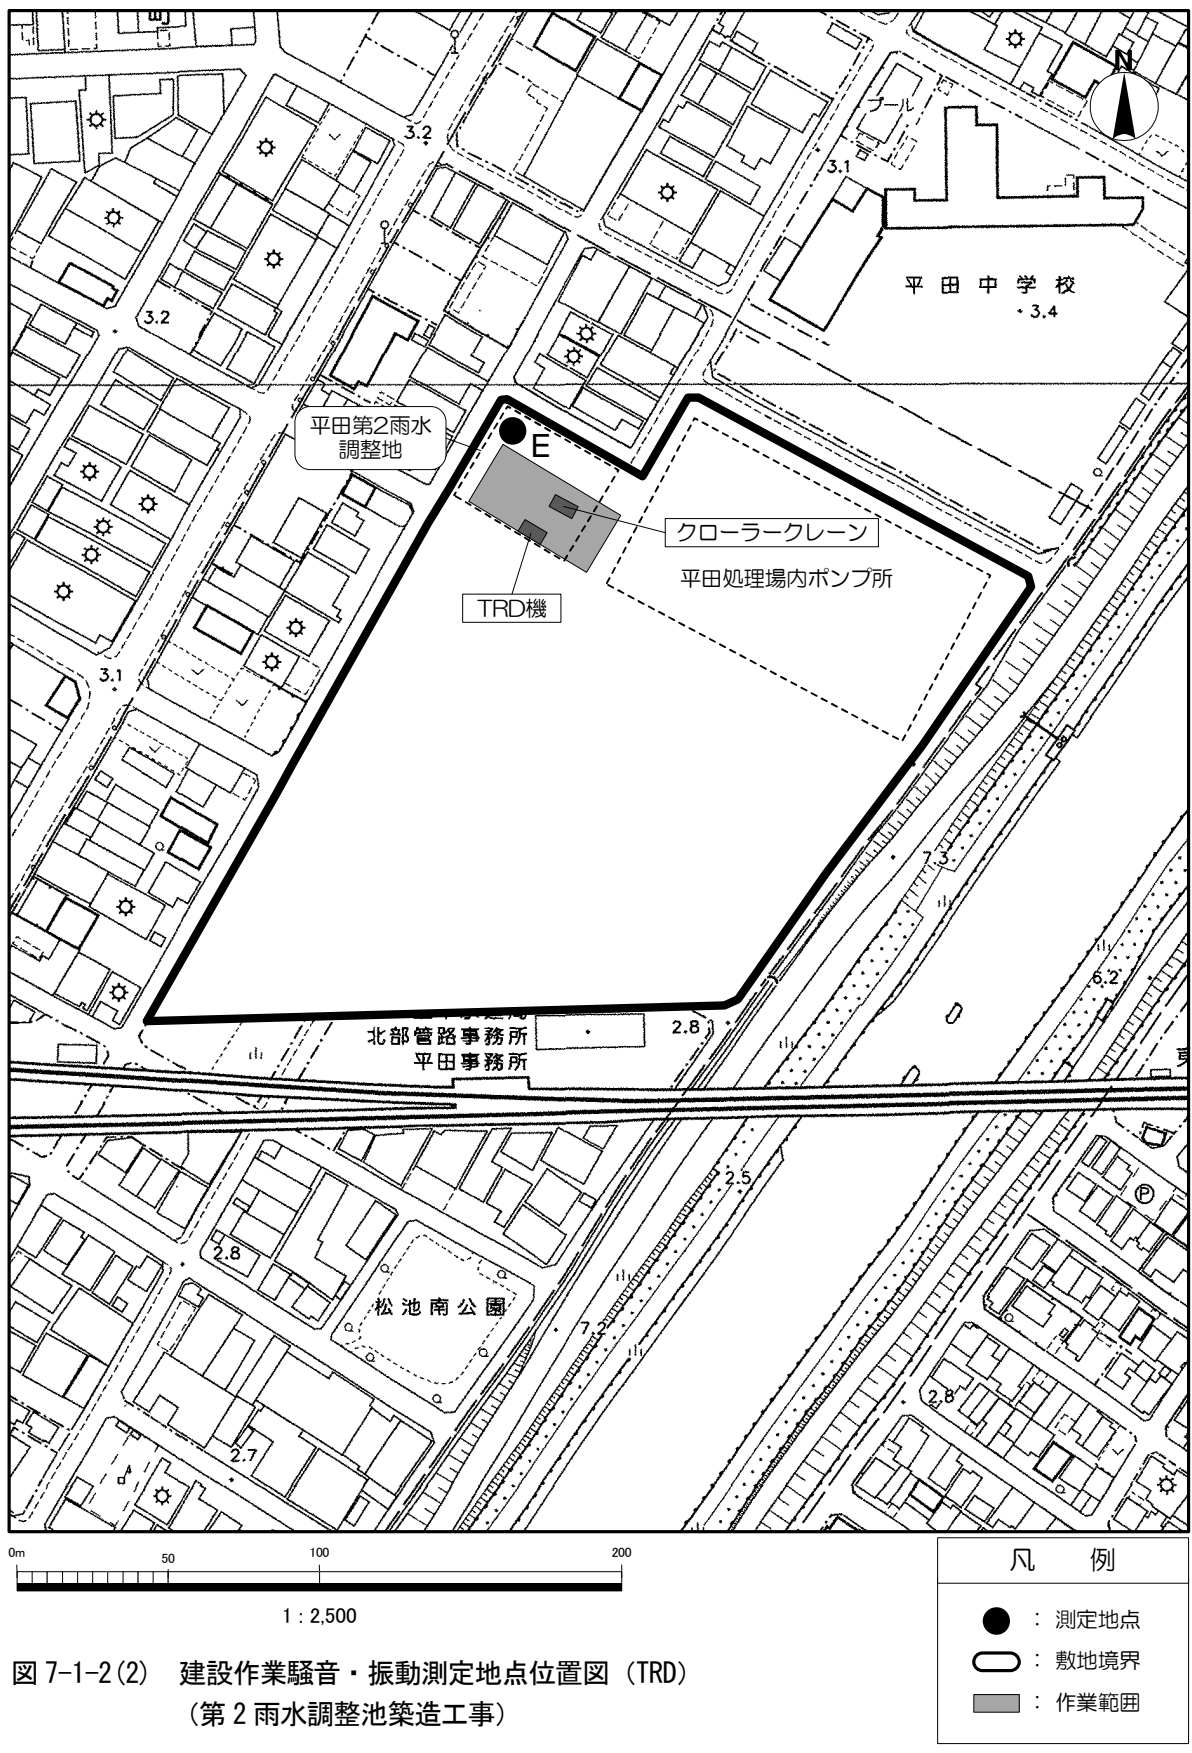 N
プール
3.2
3.1
平田中学校
3.4
3.2
平田第2雨水
調整地
E
クローラークレーン
平田処理場内ポンプ所
TRD機
3.1
7.3
6.2
北部管路事務所
平田事務所
2.8
2.5
P
2.8
松池南公園
7.2
2.8
2.7
0m
50
100
200
1 : 2,500
凡 例
： 測定地点
： 敷地境界
： 作業範囲
図 7-1-2(2) 建設作業騒音・振動測定地点位置図（TRD）
（第２雨水調整池築造工事）